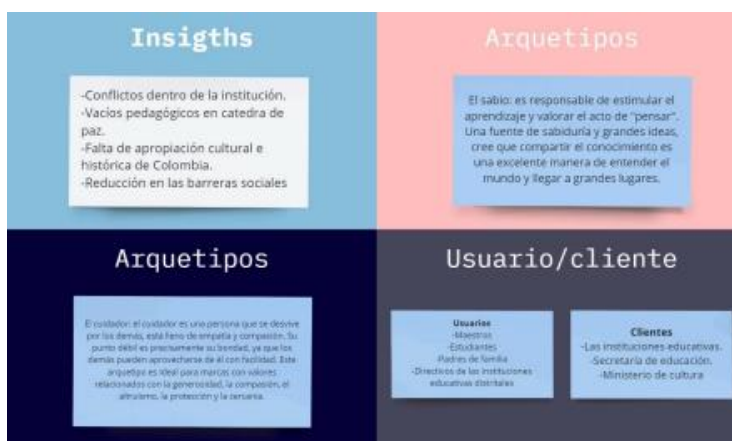 Insigths
-Conflictos dentro de la institución.
-Vacíos pedagógicos en catedra de
paz.
-Falta de apropiación cultural e
histórica de Colombia.
-Reducción en las barreras sociales
Arquetipos
El sabio: es responsable de estimular el
aprendizaje y valorar el acto de "pensar".
Una fuente de sabiduría y grandes ideas,
cree que compartir el conocimiento es
una excelente manera de entender el
mundo y llegar a grandes lugares.
Arquetipos
El cuidador: el cuidador es una persona que se desvive
por los demás, está lleno de empatía y compasión. Su
punto débil es precisamente su bondad, ya que los
demás pueden aprovecharse de él con facilidad. Este
arquetipo es ideal para marcas con valores
relacionados con la generosidad, la compasión, el
altruismo, la protección y la cercanía.
Usuario/cliente
Usuarios
-Maestros
-Estudiantes
-Padres de familia
-Directivos de las instituciones
educativas distritales
Clientes
-Las instituciones educativas.
-Secretaría de educación.
-Ministerio de cultura